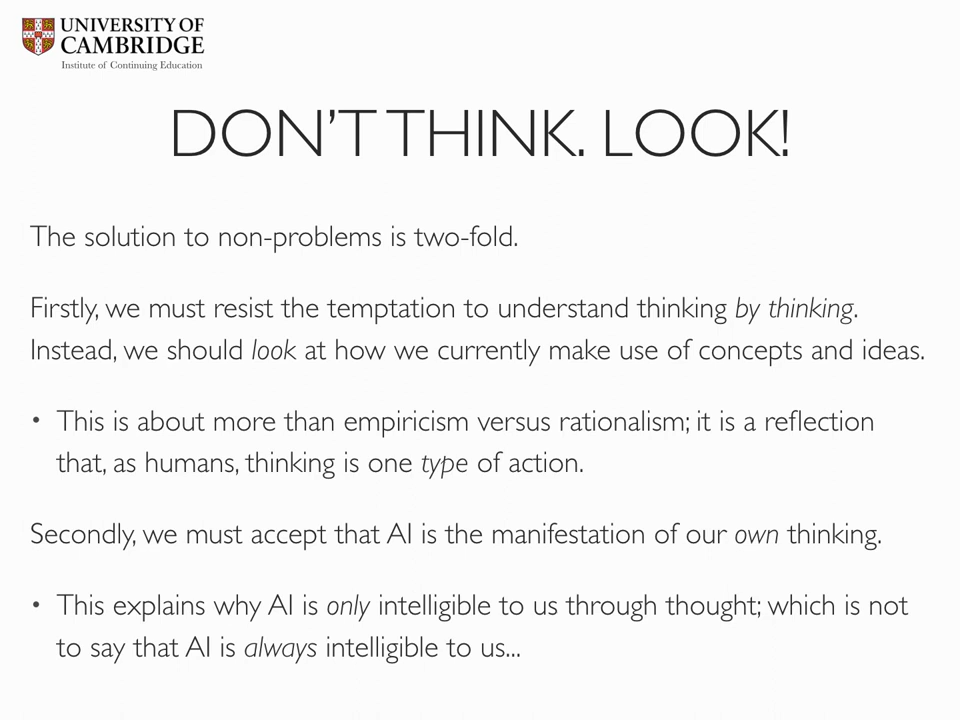 UNIVERSITY OF
CAMBRIDGE
Institute of Continuing Education
DON'T THINK. LOOK!
The solution to non-problems is two-fold.
Firstly, we must resist the temptation to understand thinking by thinking.
Instead, we should look at how we currently make use of concepts and ideas.
• This is about more than empiricism versus rationalism; it is a reflection
that, as humans, thinking is one type of action.
Secondly, we must accept that AI is the manifestation of our own thinking.
• This explains why AI is only intelligible to us through thought; which is not
to say that AI is always intelligible to us...